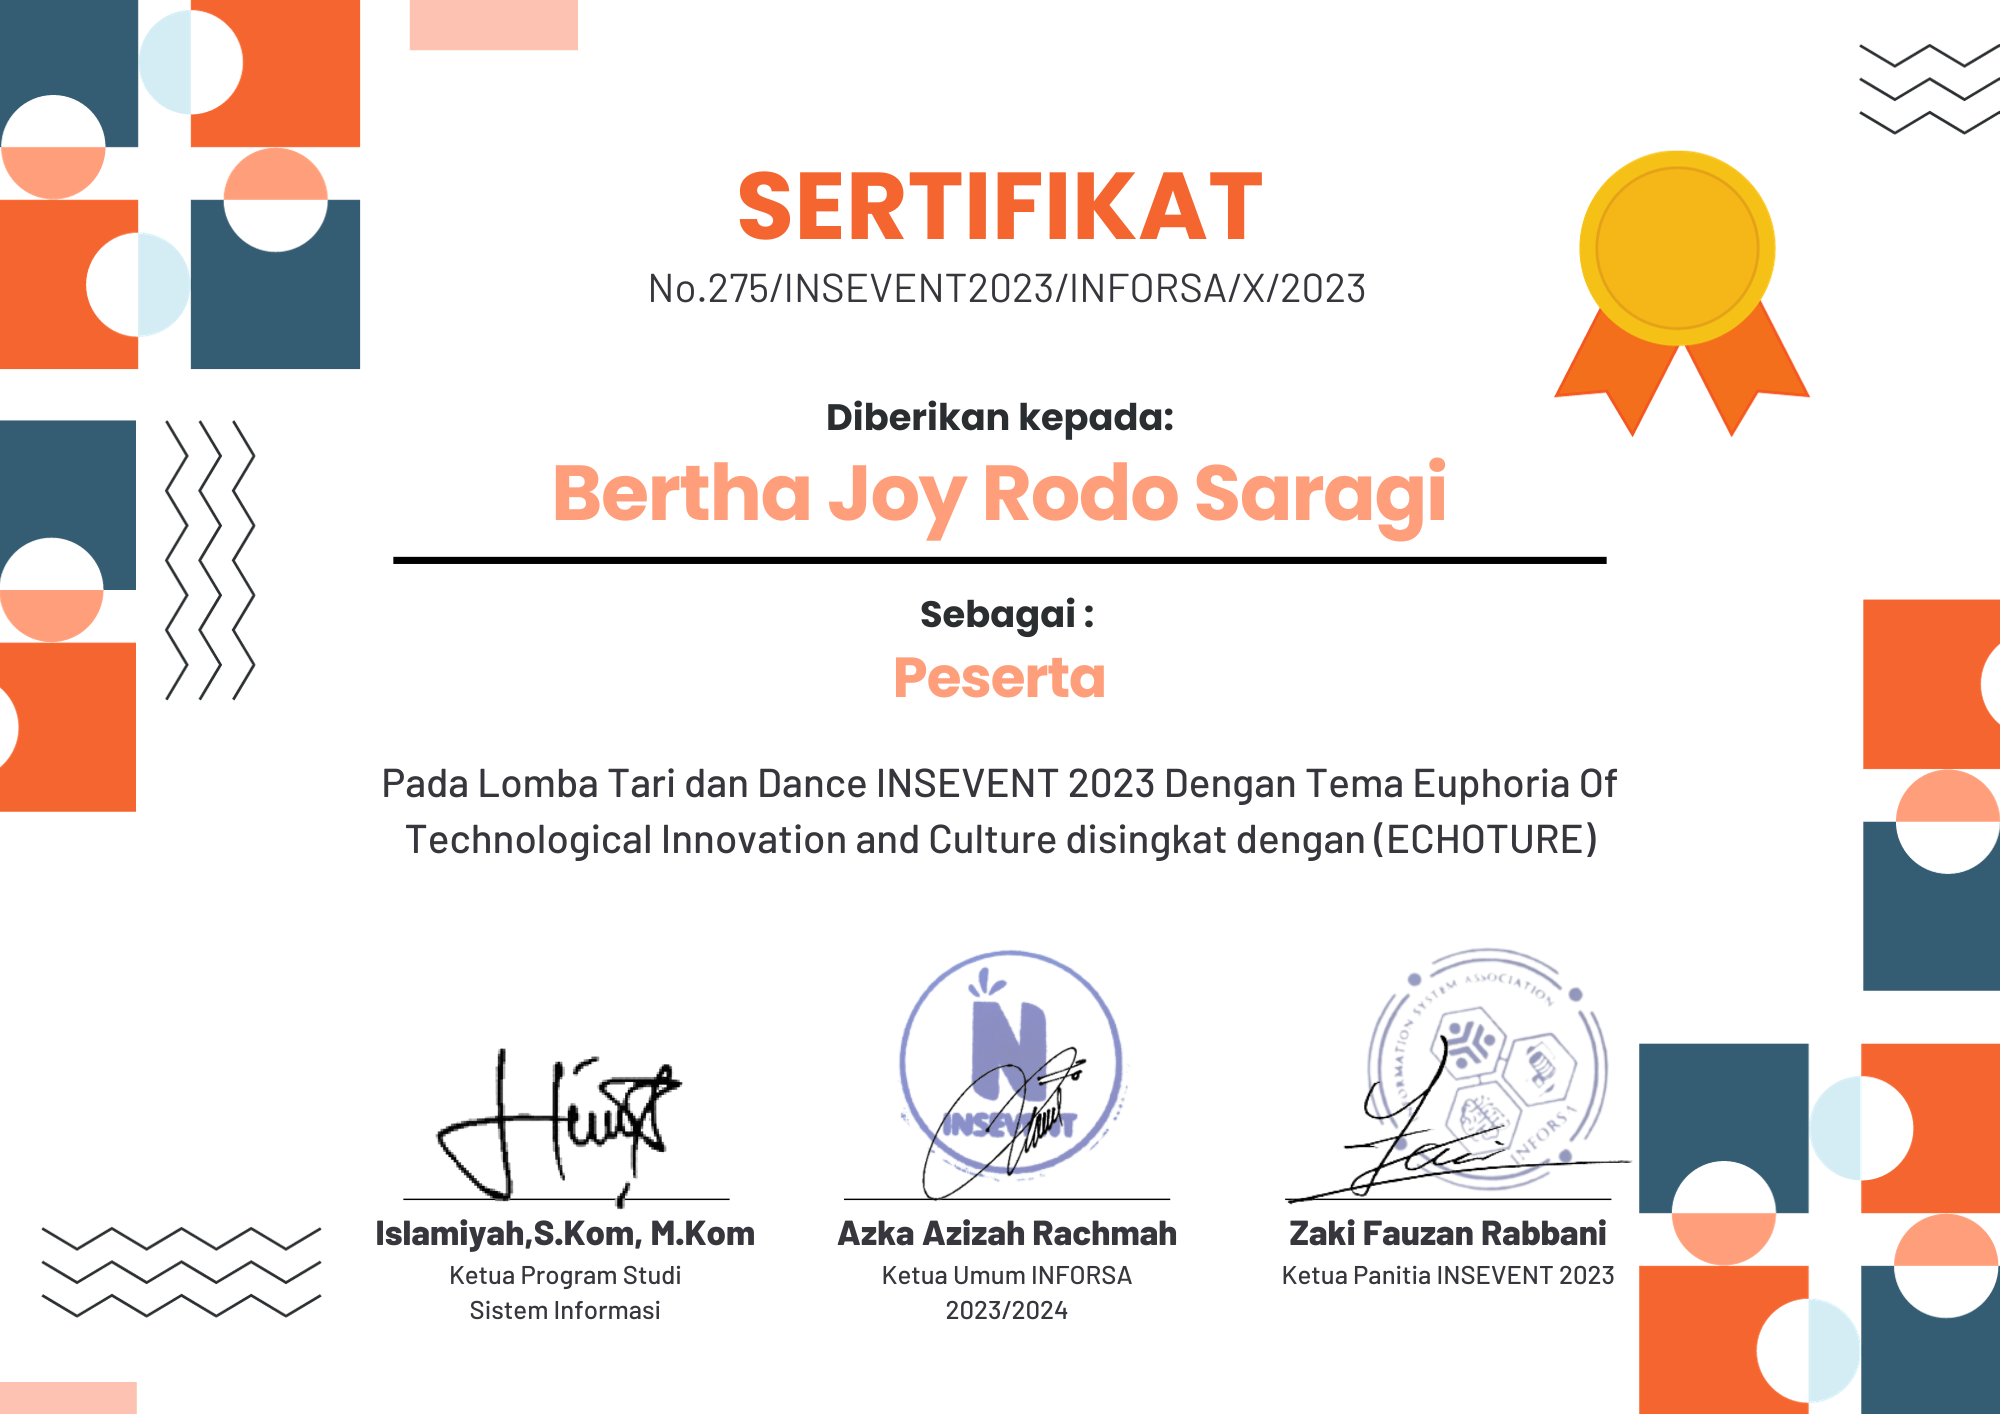 SERTIFIKAT
No.275/INSEVENT2023/INFORSA/X/2023
Diberikan kepada:
Bertha Joy Rodo Saragi
Sebagai :
Peserta
Pada Lomba Tari dan Dance INSEVENT 2023 Dengan Tema Euphoria Of
Technological Innovation and Culture disingkat dengan (ECHOTURE)
N
INSEVENT
INFORMATION SYSTEM ASSOCIATION
INFORSA
Islamiyah,S.Kom, M.Kom
Ketua Program Studi
Sistem Informasi
Azka Azizah Rachmah
Ketua Umum INFORSA
2023/2024
Zaki Fauzan Rabbani
Ketua Panitia INSEVENT 2023